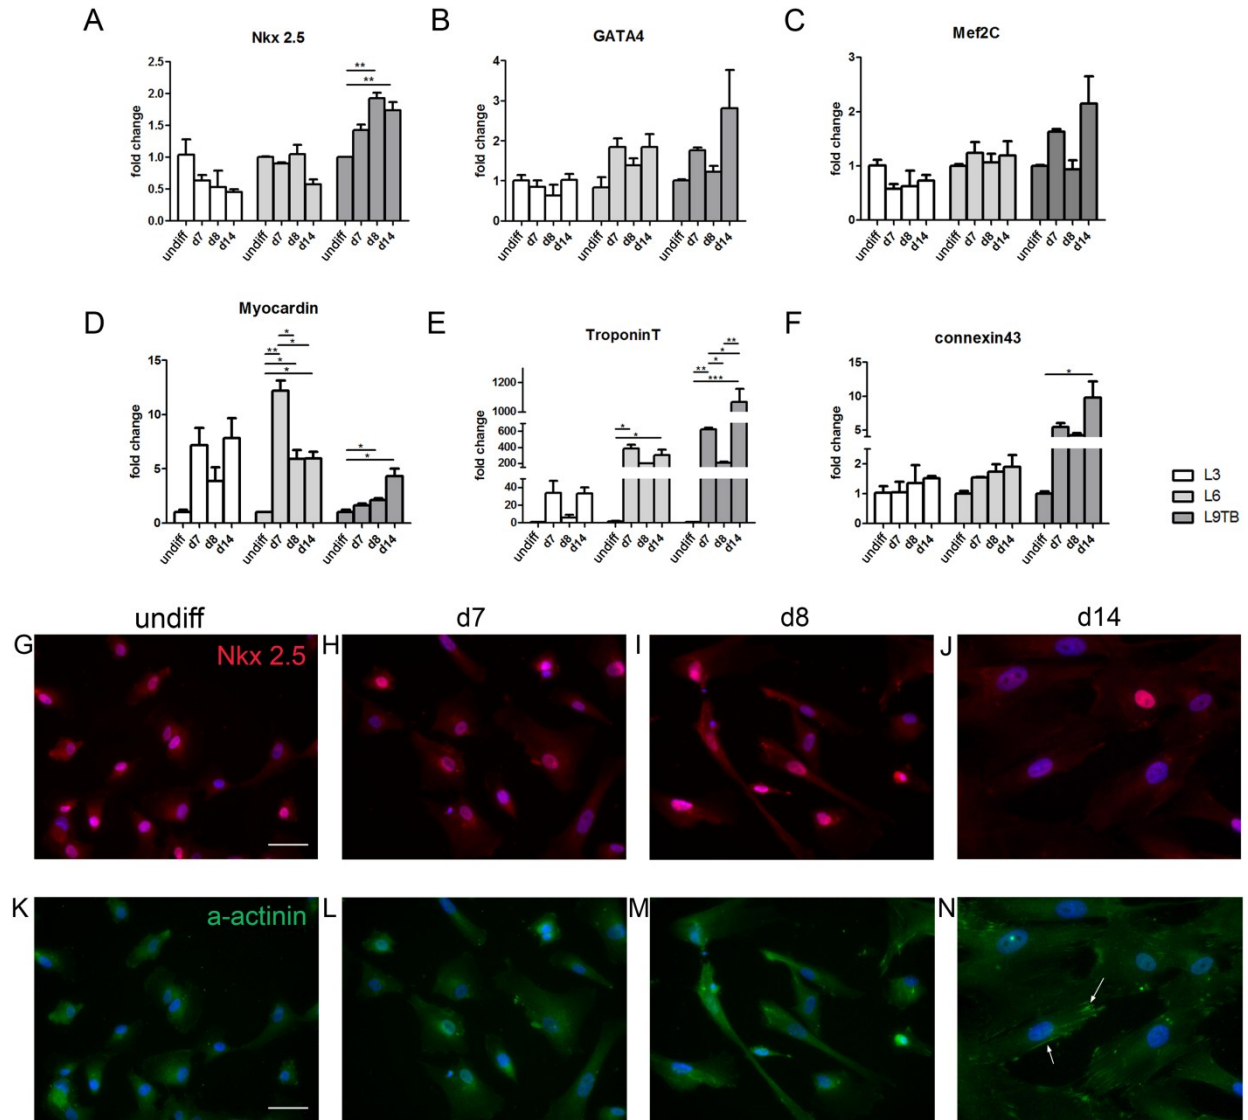 A
B
C
Nkx 2.5
GATA4
Mef2C
fold change
2.5
2.0
1.5
1.0
0.5
0.0
**
**
undiff d7 d8 d14 undiff d7 d8 d14 undiff d7 d8 d14
fold change
4
3
2
1
0
undiff d7 d8 d14 undiff d7 d8 d14 undiff d7 d8 d14
fold change
3
2
1
0
undiff d7 d8 d14 undiff d7 d8 d14 undiff d7 d8 d14
D
E
F
Myocardin
TroponinT
connexin43
fold change
15
10
5
0
*
*
**
*
*
*
*
undiff d7 d8 d14 undiff d7 d8 d14 undiff d7 d8 d14
fold change
1200
1000
600
400
200
40
20
0
*
*
**
*
**
*
***
undiff d7 d8 d14 undiff d7 d8 d14 undiff d7 d8 d14
fold change
15
10
5
2
1
0
*
undiff d7 d8 d14 undiff d7 d8 d14 undiff d7 d8 d14
L3
L6
L9TB
undiff
d7
d8
d14
G
Nkx 2.5
H
I
J
K
a-actinin
L
M
N